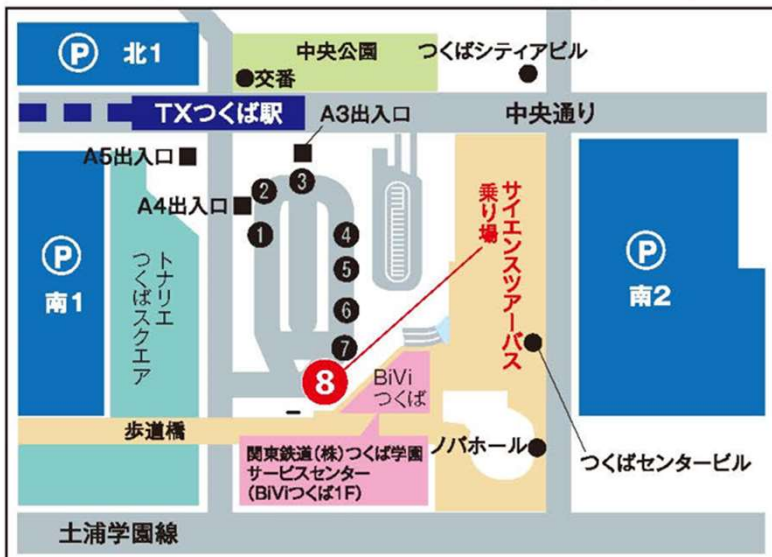 P 北1
中央公園
つくばシティアビル
交番
TXつくば駅
A3出入口
中央通り
A5出入口
A4出入口
2
3
1
4
5
6
7
8
サイエンスツアーバス
乗り場
P
南1
トナリエ
つくばスクエア
P
南2
BiVi
つくば
歩道橋
関東鉄道(株)つくば学園
サービスセンター
(BiViつくば1F)
ノバホール
つくばセンタービル
土浦学園線